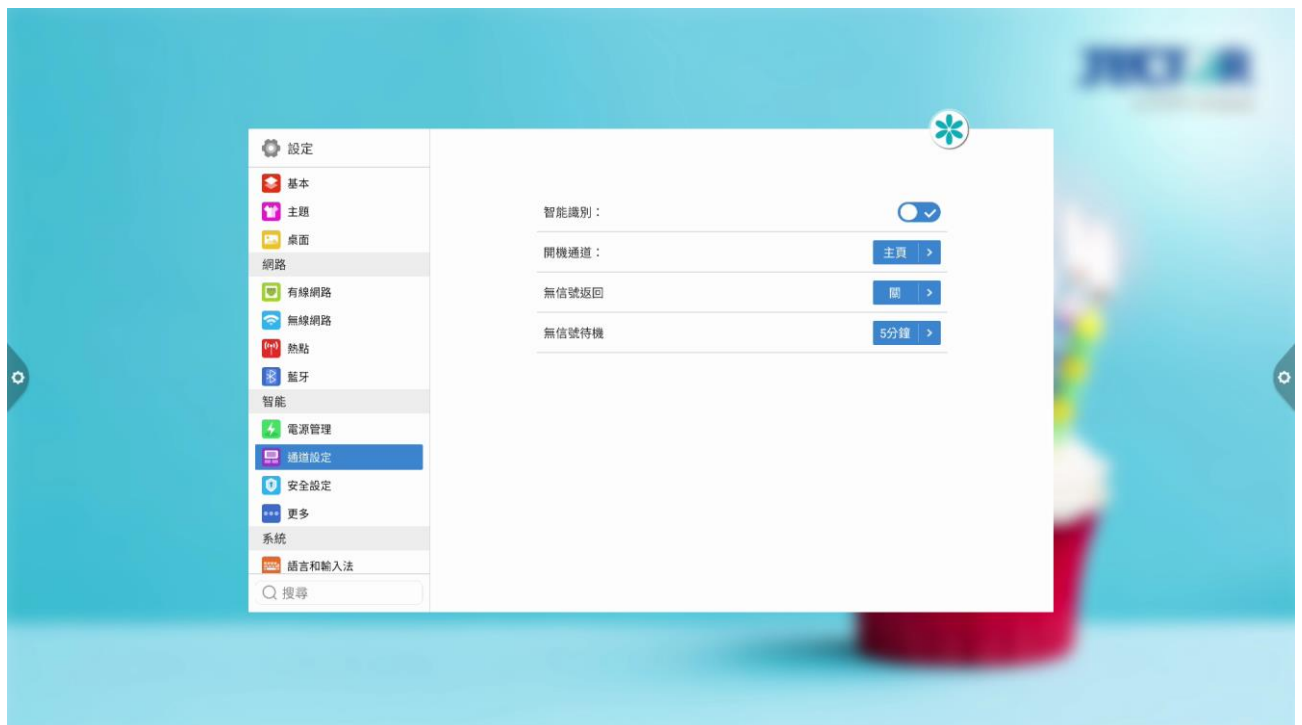 設定
基本
主題
桌面
網路
有線網路
無線網路
熱點
藍牙
智能
電源管理
通道設定
安全設定
更多
系統
語言和輸入法
搜尋
智能識別：
開機通道：
主頁
無信號返回
關
無信號待機
5分鐘